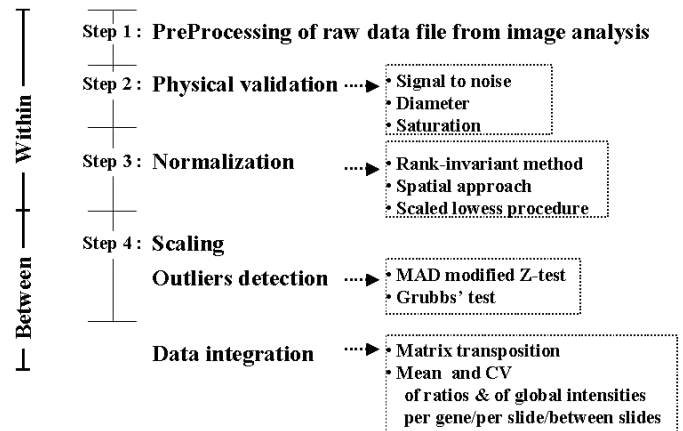 Within
Between
Step 1 : PreProcessing of raw data file from image analysis
Step 2 : Physical validation
• Signal to noise
• Diameter
• Saturation
Step 3 : Normalization
• Rank-invariant method
• Spatial approach
• Scaled lowess procedure
Step 4 : Scaling
Outliers detection
• MAD modified Z-test
• Grubbs' test
Data integration
• Matrix transposition
• Mean and CV
of ratios & of global intensities
per gene/per slide/between slides